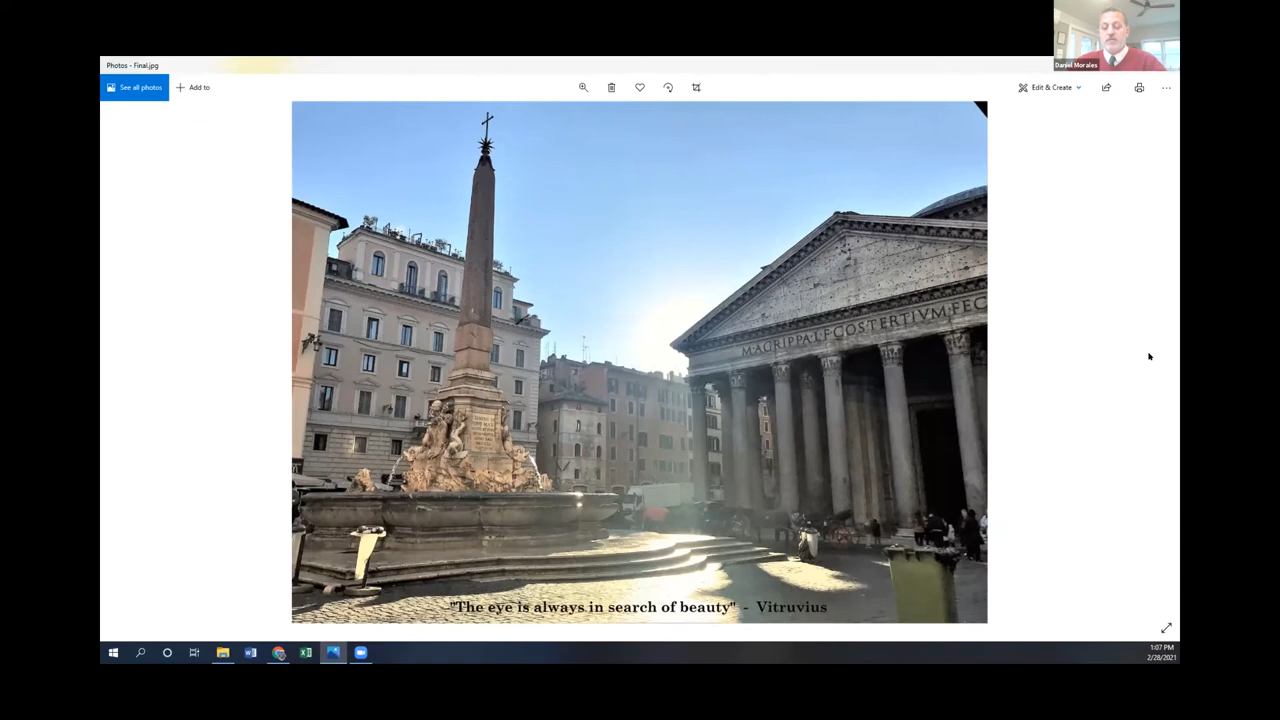 Daniel Morales
Photos - Final.jpg
See all photos
Add to
Edit & Create
M·AGRIPPA·L·F·COS·TERTIVM·FEC
"The eye is always in search of beauty" - Vitruvius
1:07 PM
2/28/2021